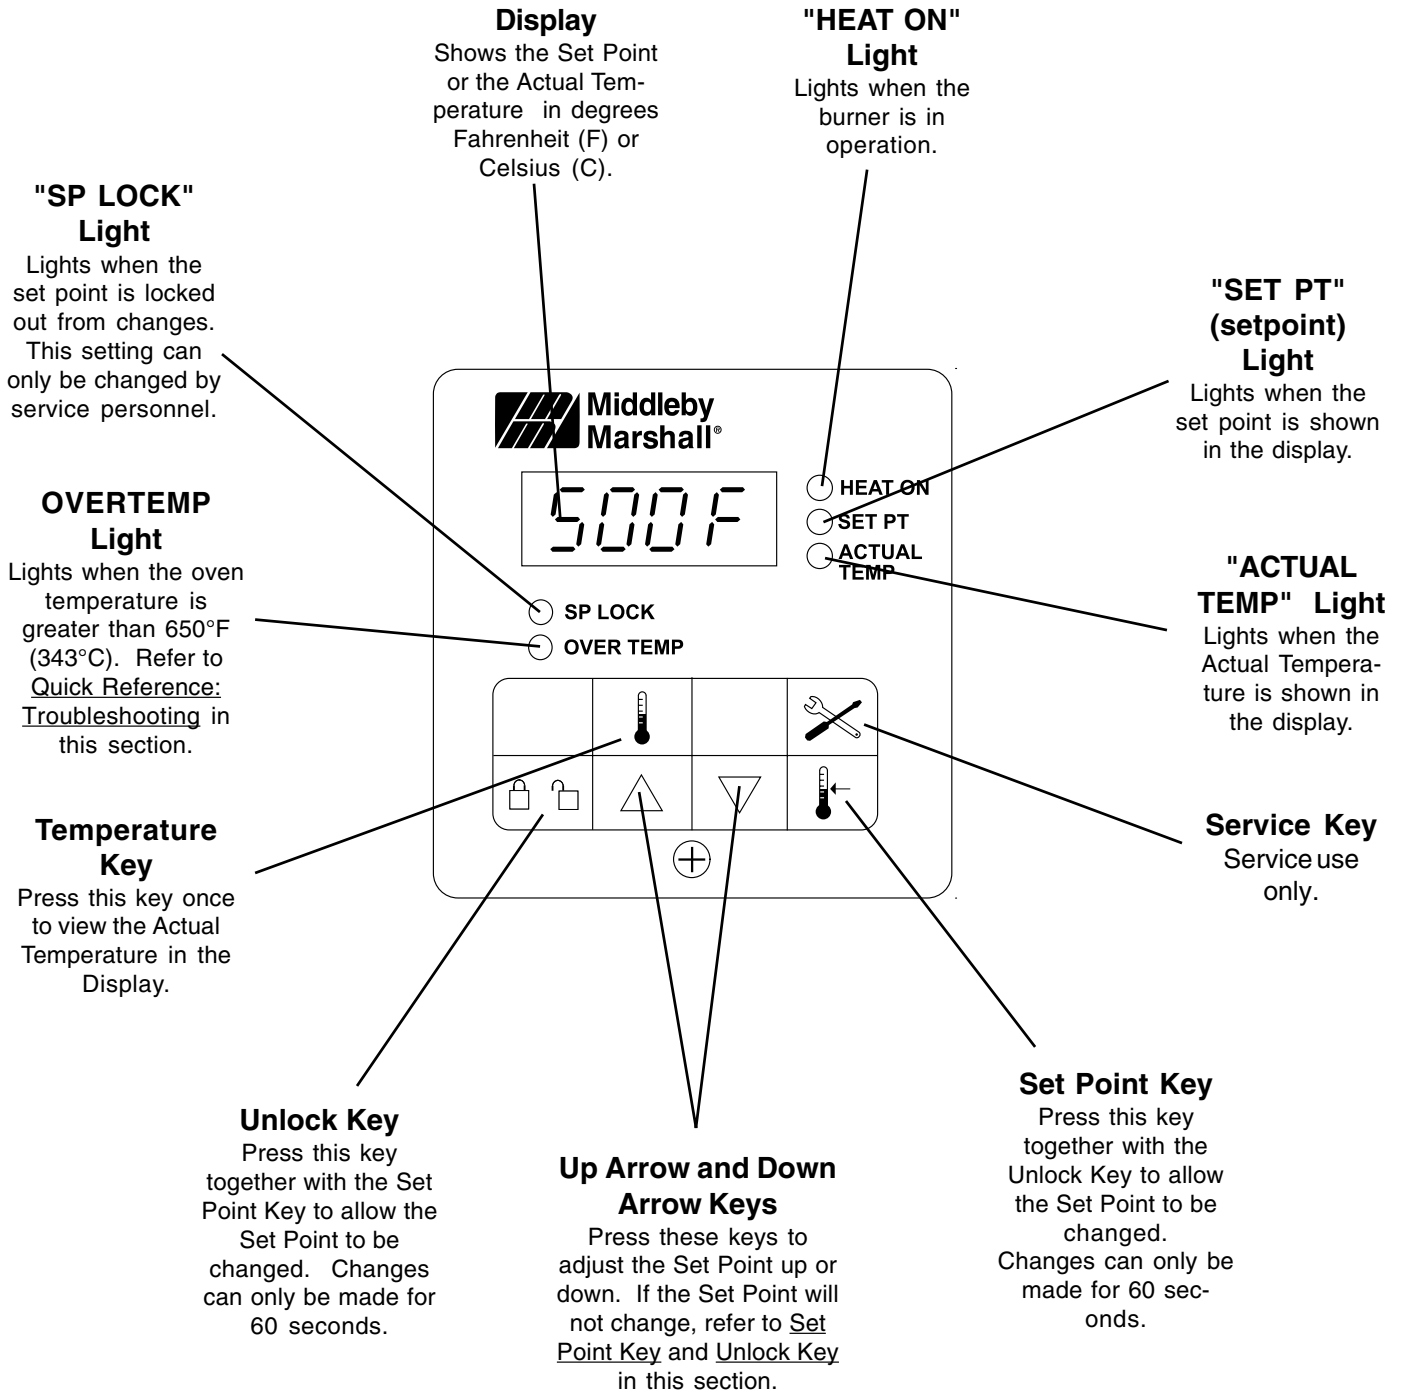 Display
Shows the Set Point
or the Actual Tem-
perature in degrees
Fahrenheit (F) or
Celsius (C).
"HEAT ON"
Light
Lights when the
burner is in
operation.
"SP LOCK"
Light
Lights when the
set point is locked
out from changes.
This setting can
only be changed by
service personnel.
"SET PT"
(setpoint)
Light
Lights when the
set point is shown
in the display.
OVERTEMP
Light
Lights when the oven
temperature is
greater than 650°F
(343°C). Refer to
Quick Reference:
Troubleshooting in
this section.
Middleby
Marshall®
500F
HEAT ON
SET PT
ACTUAL
TEMP
SP LOCK
OVER TEMP
"ACTUAL
TEMP" Light
Lights when the
Actual Tempera-
ture is shown in
the display.
Temperature
Key
Press this key once
to view the Actual
Temperature in the
Display.
Service Key
Service use
only.
Unlock Key
Press this key
together with the Set
Point Key to allow the
Set Point to be
changed. Changes
can only be made for
60 seconds.
Up Arrow and Down
Arrow Keys
Press these keys to
adjust the Set Point up or
down. If the Set Point will
not change, refer to Set
Point Key and Unlock Key
in this section.
Set Point Key
Press this key
together with the
Unlock Key to allow
the Set Point to be
changed.
Changes can only be
made for 60 sec-
onds.